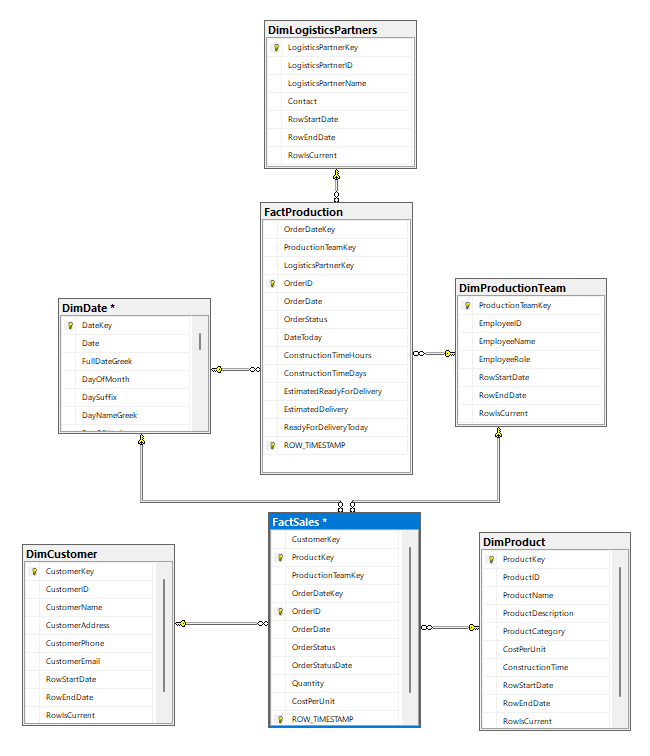 DimLogisticsPartners
LogisticsPartnerKey
LogisticsPartnerID
LogisticsPartnerName
Contact
RowStartDate
RowEndDate
RowIsCurrent
FactProduction
OrderDateKey
ProductionTeamKey
LogisticsPartnerKey
OrderID
OrderDate
OrderStatus
DateToday
ConstructionTimeHours
ConstructionTimeDays
EstimatedReadyForDelivery
EstimatedDelivery
ReadyForDeliveryToday
ROW_TIMESTAMP
DimDate *
DateKey
Date
FullDateGreek
DayOfMonth
DaySuffix
DayNameGreek
DimProductionTeam
ProductionTeamKey
EmployeeID
EmployeeName
EmployeeRole
RowStartDate
RowEndDate
RowIsCurrent
FactSales *
CustomerKey
ProductKey
ProductionTeamKey
OrderDateKey
OrderID
OrderDate
OrderStatus
OrderStatusDate
Quantity
CostPerUnit
ROW_TIMESTAMP
DimCustomer
CustomerKey
CustomerID
CustomerName
CustomerAddress
CustomerPhone
CustomerEmail
RowStartDate
RowEndDate
RowIsCurrent
DimProduct
ProductKey
ProductID
ProductName
ProductDescription
ProductCategory
CostPerUnit
ConstructionTime
RowStartDate
RowEndDate
RowIsCurrent